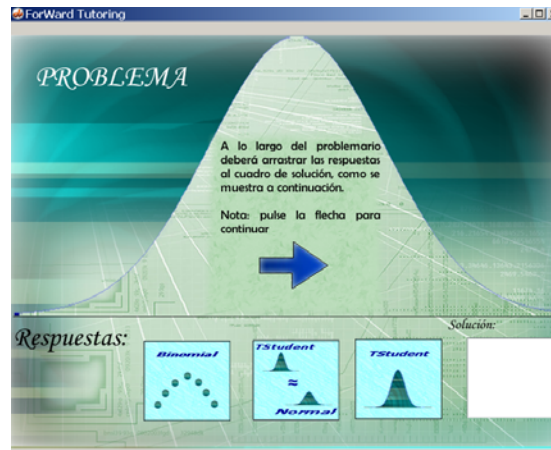 ForWard Tutoring
PROBLEMA
A lo largo del problemario
deberá arrastrar las respuestas
al cuadro de solución, como se
muestra a continuación.
Nota: pulse la flecha para
continuar
Respuestas:
Solución:
Binomial
TStudent
≈
Normal
TStudent